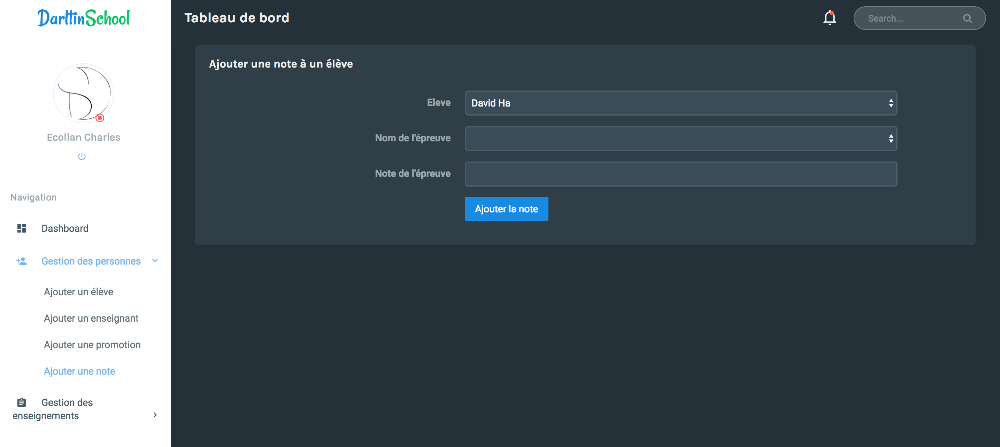 DarltinSchool
Ecollan Charles
Navigation
Dashboard
Gestion des personnes
Ajouter un élève
Ajouter un enseignant
Ajouter une promotion
Ajouter une note
Gestion des
enseignements
Tableau de bord
Search...
Ajouter une note à un élève
Eleve
David Ha
Nom de l'épreuve
Note de l'épreuve
Ajouter la note